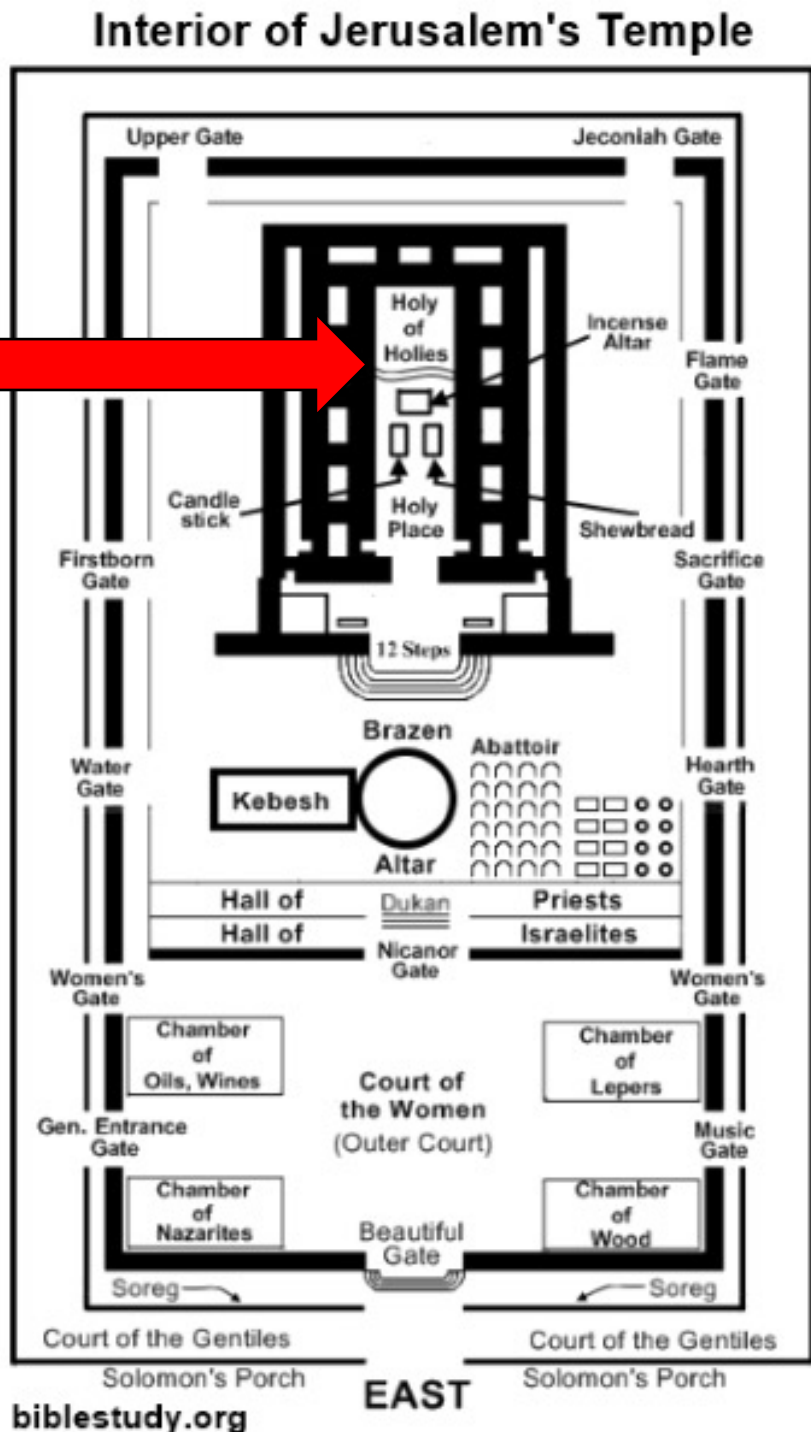 Interior of Jerusalem's Temple
Upper Gate
Jeconiah Gate
Holy
of
Holies
Incense
Altar
Flame
Gate
Candle
stick
Holy
Place
Shewbread
Firstborn
Gate
Sacrifice
Gate
12 Steps
Brazen
Abattoir
Water
Gate
Kebesh
Hearth
Gate
Altar
Hall of
Dukan
Priests
Hall of
Israelites
Nicanor
Gate
Women's
Gate
Women's
Gate
Chamber
of
Oils, Wines
Chamber
of
Lepers
Court of
the Women
(Outer Court)
Gen. Entrance
Gate
Music
Gate
Chamber
of
Nazarites
Chamber
of
Wood
Beautiful
Gate
Soreg
Soreg
Court of the Gentiles
Court of the Gentiles
Solomon's Porch
EAST
Solomon's Porch
biblestudy.org